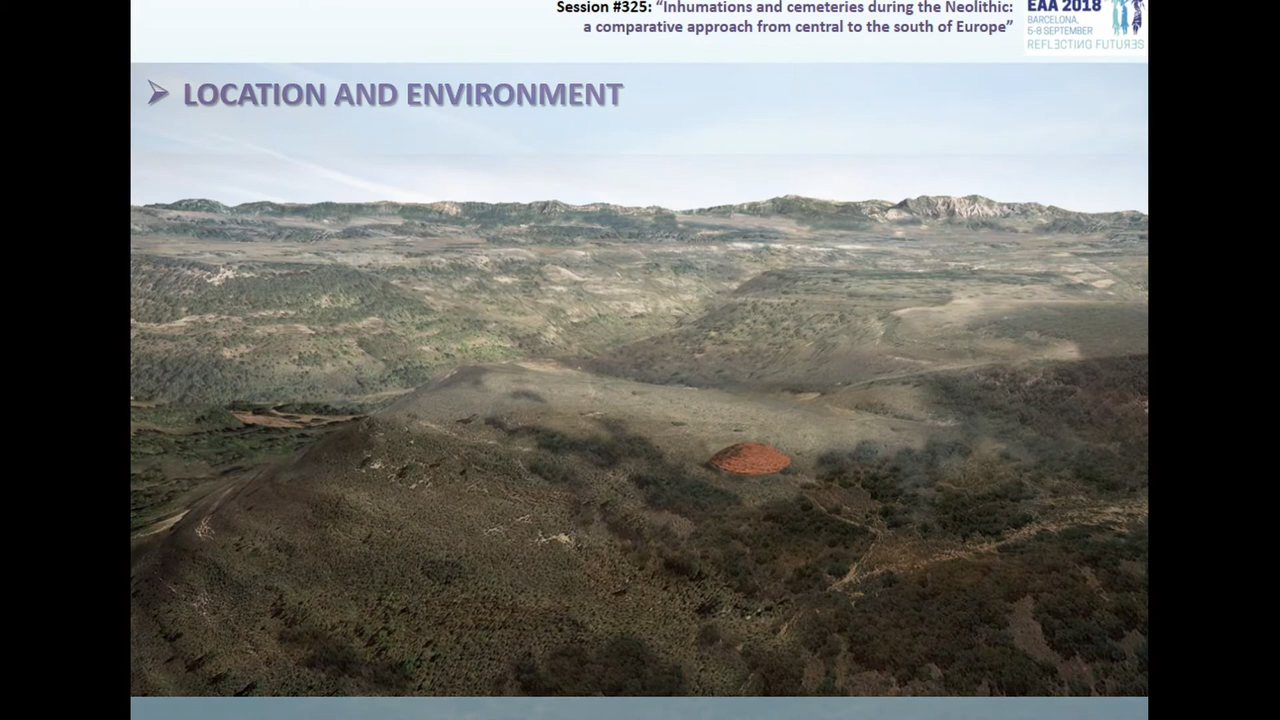 Session #325: “Inhumations and cemeteries during the Neolithic:
a comparative approach from central to the south of Europe”
EAA 2018
BARCELONA,
5-8 SEPTEMBER
REFLECTING FUTURES
LOCATION AND ENVIRONMENT